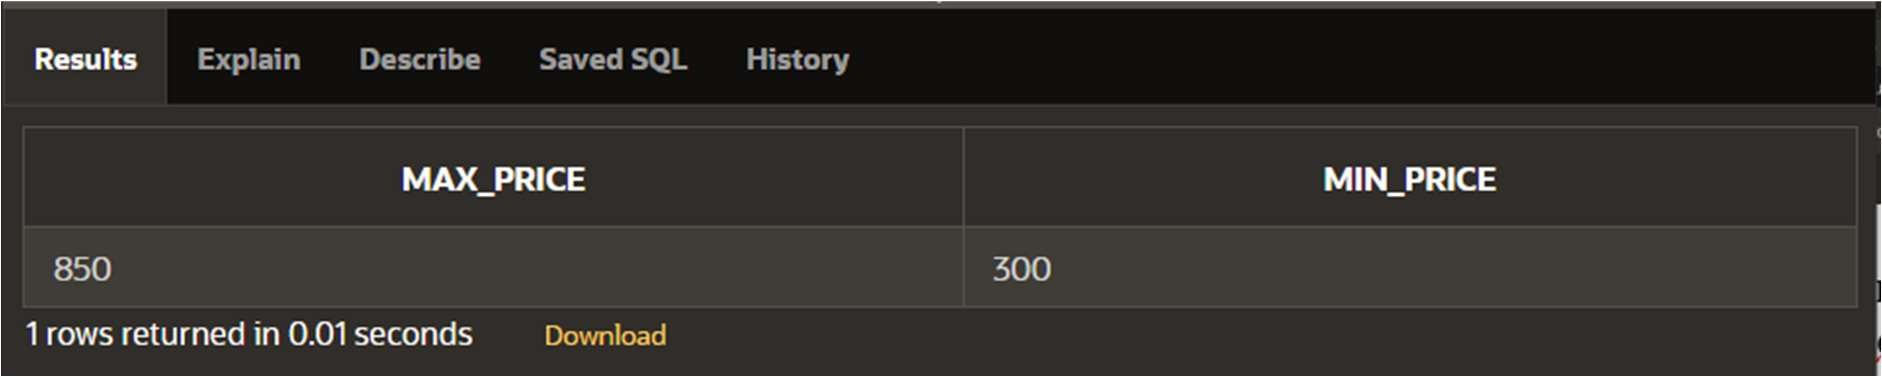 Results Explain Describe Saved SQL History
MAX_PRICE MIN_PRICE
850 300
1 rows returned in 0.01 seconds Download